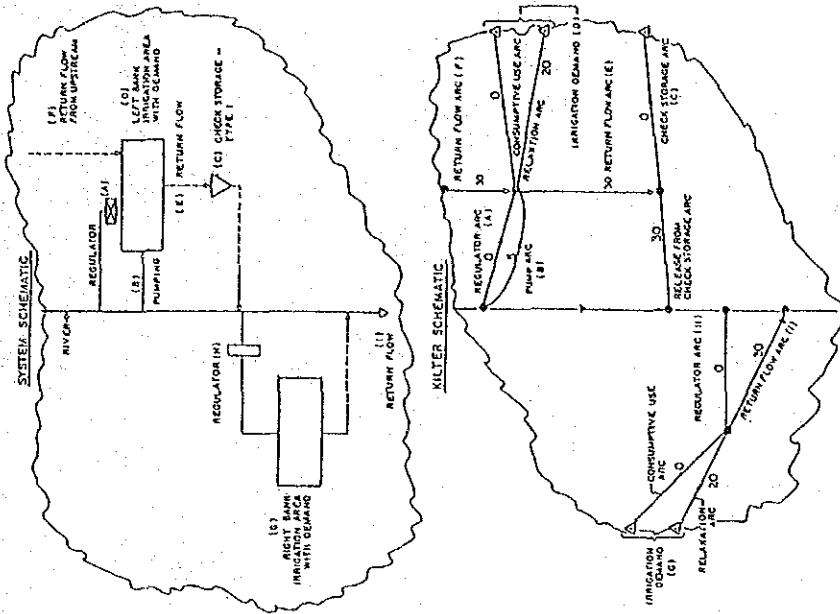 SYSTEM SCHEMATIC
RIVER
REGULATOR
(A)
(F)
RETURN FLOW
FROM UPSTREAM
(D)
LEFT BANK
IRRIGATION AREA
WITH DEMAND
(B)
PUMPING
(E)
RETURN FLOW
(C) CHECK STORAGE -
TYPE 1
REGULATOR (H)
(G)
RIGHT BANK
IRRIGATION AREA
WITH DEMAND
(I)
RETURN FLOW
KILTER SCHEMATIC
RETURN FLOW ARC (F)
30
REGULATOR ARC
(A)
0
5
PUMP ARC
(B)
0
CONSUMPTIVE USE ARC
RELAXTION ARC
20
IRRIGATION DEMAND (D)
30 RETURN FLOW ARC (E)
0
CHECK STORAGE ARC
(C)
30
RELEASE FROM
CHECK STORAGE ARC
REGULATOR ARC (H)
0
30
RETURN FLOW ARC (I)
CONSUMPTIVE USE
ARC
0
20
RELAXATION
ARC
IRRIGATION
DEMAND
(G)